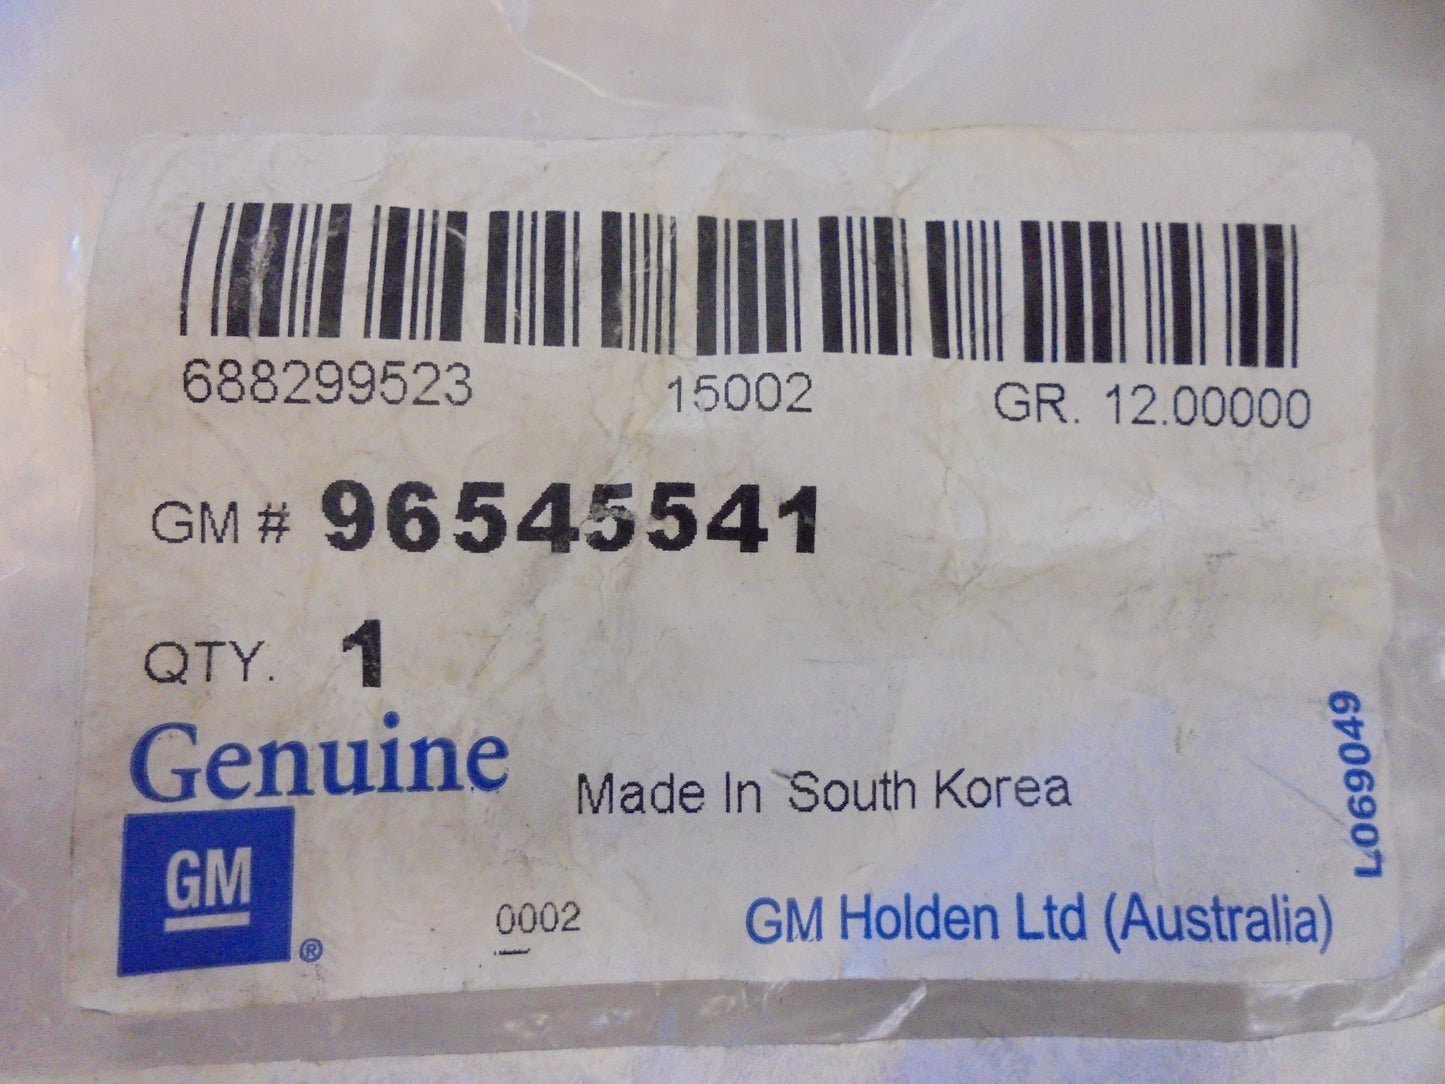 688299523 15002 GR. 12.00000
GM # 96545541
QTY. 1
Genuine
Made In South Korea
GM ®
0002
GM Holden Ltd (Australia)
L069049